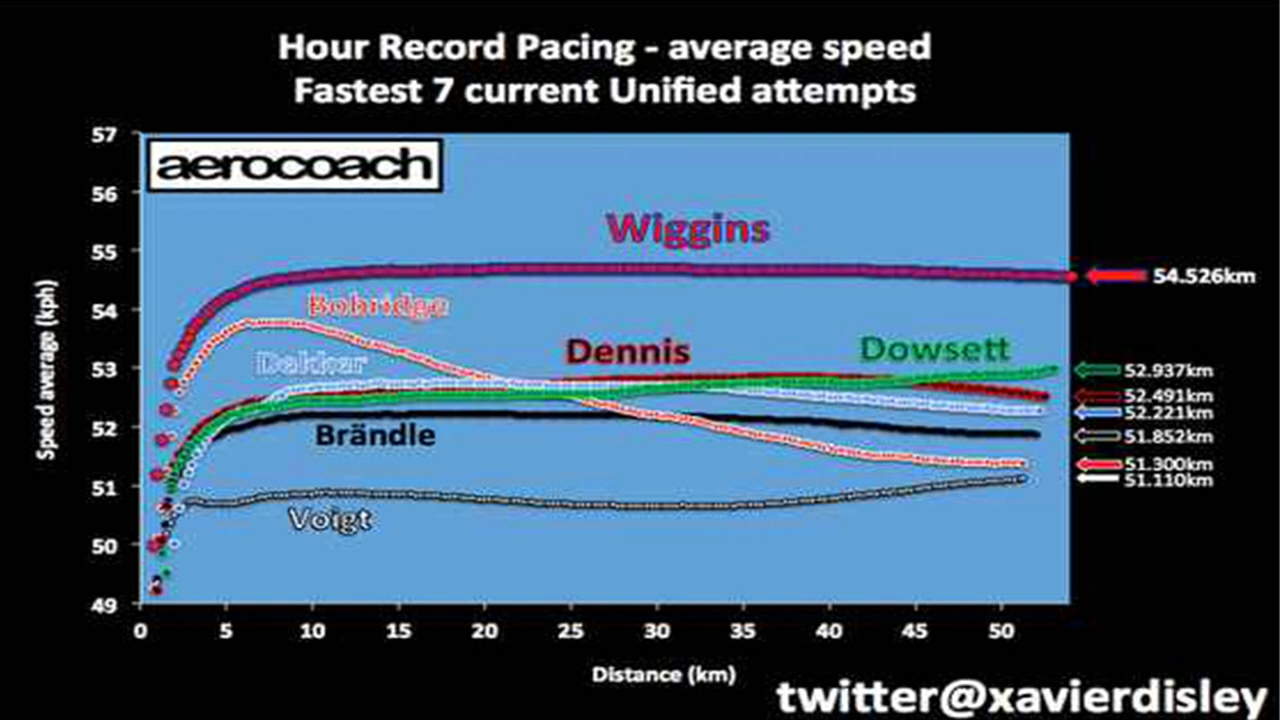 Hour Record Pacing - average speed
Fastest 7 current Unified attempts
aerocoach
57
56
55
54
53
52
51
50
49
Speed average (kph)
Wiggins
Bobridge
Dekker
Dennis
Dowsett
Brändle
Voigt
54.526km
52.937km
52.491km
52.221km
51.852km
51.300km
51.110km
0 5 10 15 20 25 30 35 40 45 50
Distance (km)
twitter@xavierdisley